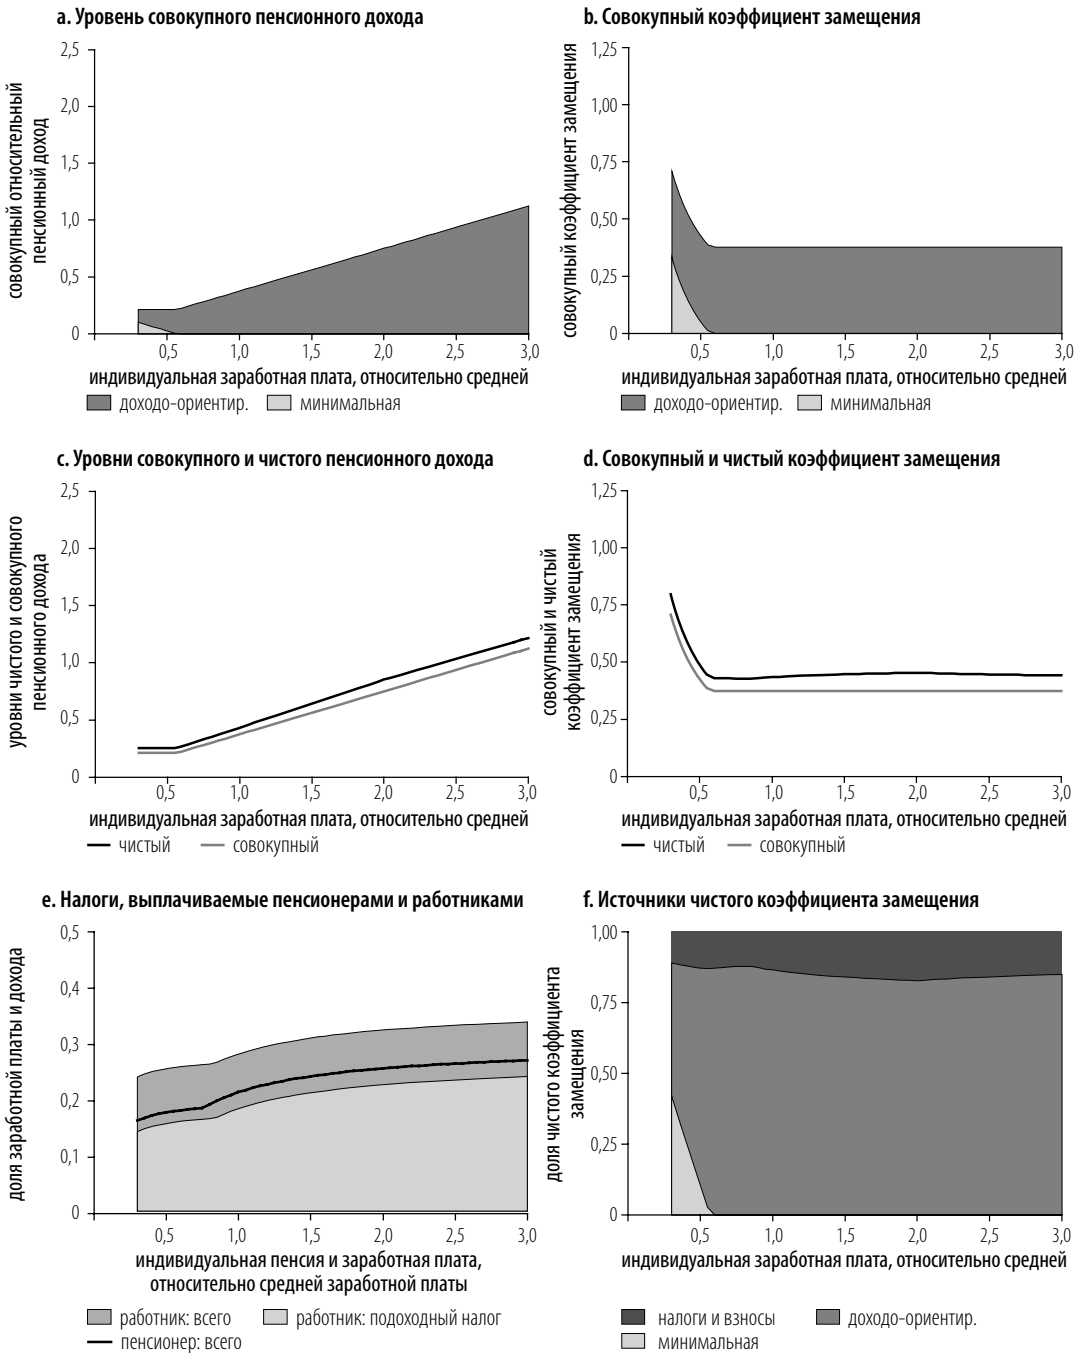 a. Уровень совокупного пенсионного дохода
совокупный относительный
пенсионный доход
2,5
2,0
1,5
1,0
0,5
0
0,5 1,0 1,5 2,0 2,5 3,0
индивидуальная заработная плата, относительно средней
доходо-ориентир. минимальная
b. Совокупный коэффициент замещения
совокупный коэффициент замещения
1,25
1,00
0,75
0,50
0,25
0
0,5 1,0 1,5 2,0 2,5 3,0
индивидуальная заработная плата, относительно средней
доходо-ориентир. минимальная
c. Уровни совокупного и чистого пенсионного дохода
уровни чистого и совокупного
пенсионного дохода
2,5
2,0
1,5
1,0
0,5
0
0,5 1,0 1,5 2,0 2,5 3,0
индивидуальная заработная плата, относительно средней
чистый совокупный
d. Совокупный и чистый коэффициент замещения
совокупный и чистый
коэффициент замещения
1,25
1,00
0,75
0,50
0,25
0
0,5 1,0 1,5 2,0 2,5 3,0
индивидуальная заработная плата, относительно средней
чистый совокупный
e. Налоги, выплачиваемые пенсионерами и работниками
доля заработной платы и дохода
0,5
0,4
0,3
0,2
0,1
0
0,5 1,0 1,5 2,0 2,5 3,0
индивидуальная пенсия и заработная плата,
относительно средней заработной платы
работник: всего работник: подоходный налог
пенсионер: всего
f. Источники чистого коэффициента замещения
доля чистого коэффициента
замещения
1,00
0,75
0,50
0,25
0
0,5 1,0 1,5 2,0 2,5 3,0
индивидуальная заработная плата, относительно средней
налоги и взносы доходо-ориентир.
минимальная